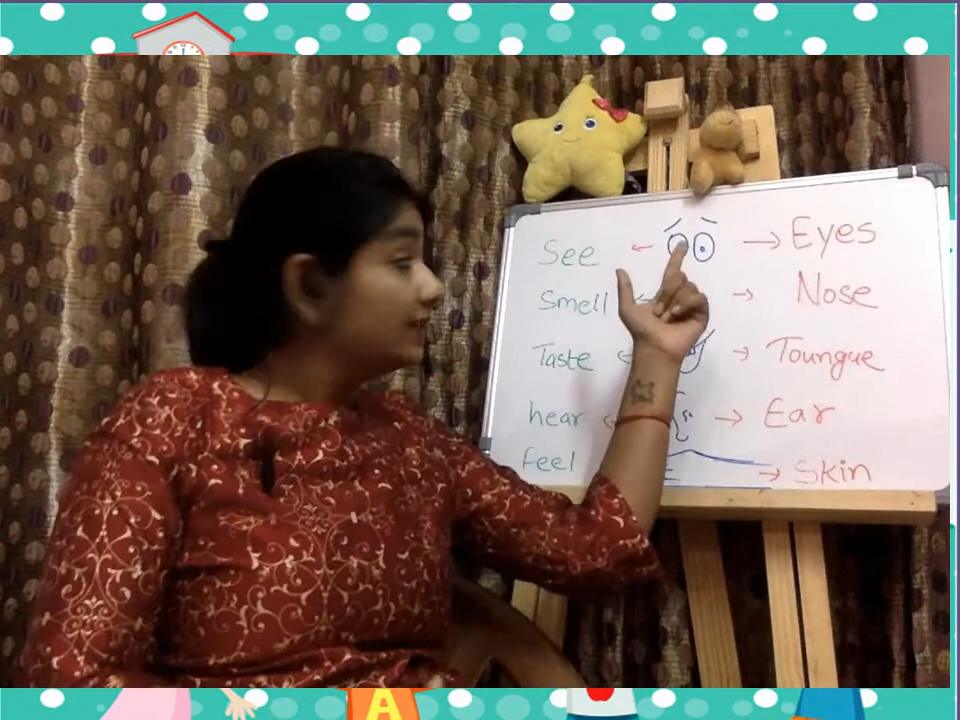 See ← → Eyes
Smell ← → Nose
Taste ← → Toungue
hear ← → Ear
feel → Skin
A